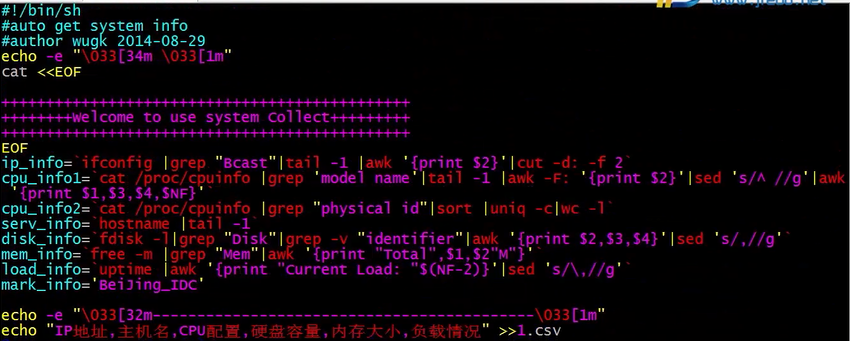 #!/bin/sh
#auto get system info
#author wugk 2014-08-29
echo -e "\033[34m \033[1m"
cat <<EOF
++++++++++++++++++++++++++++++++++++++++++++++
++++++++Welcome to use system Collect+++++++++
++++++++++++++++++++++++++++++++++++++++++++++
EOF
ip_info=`ifconfig |grep "Bcast"|tail -1 |awk '{print $2}'|cut -d: -f 2`
cpu_info1=`cat /proc/cpuinfo |grep 'model name'|tail -1 |awk -F: '{print $2}'|sed 's/^ //g'|awk
'{print $1,$3,$4,$NF}'`
cpu_info2=`cat /proc/cpuinfo |grep "physical id"|sort |uniq -c|wc -l`
serv_info=`hostname |tail -1`
disk_info=`fdisk -l|grep "Disk"|grep -v "identifier"|awk '{print $2,$3,$4}'|sed 's/,//g'`
mem_info=`free -m |grep "Mem"|awk '{print "Total",$1,$2"M"}'`
load_info=`uptime |awk '{print "Current Load: "$(NF-2)}'|sed 's/\,//g'`
mark_info='BeiJing_IDC'
echo -e "\033[32m-------------------------------------------\033[1m"
echo "IP地址,主机名,CPU配置,硬盘容量,内存大小,负载情况" >>1.csv